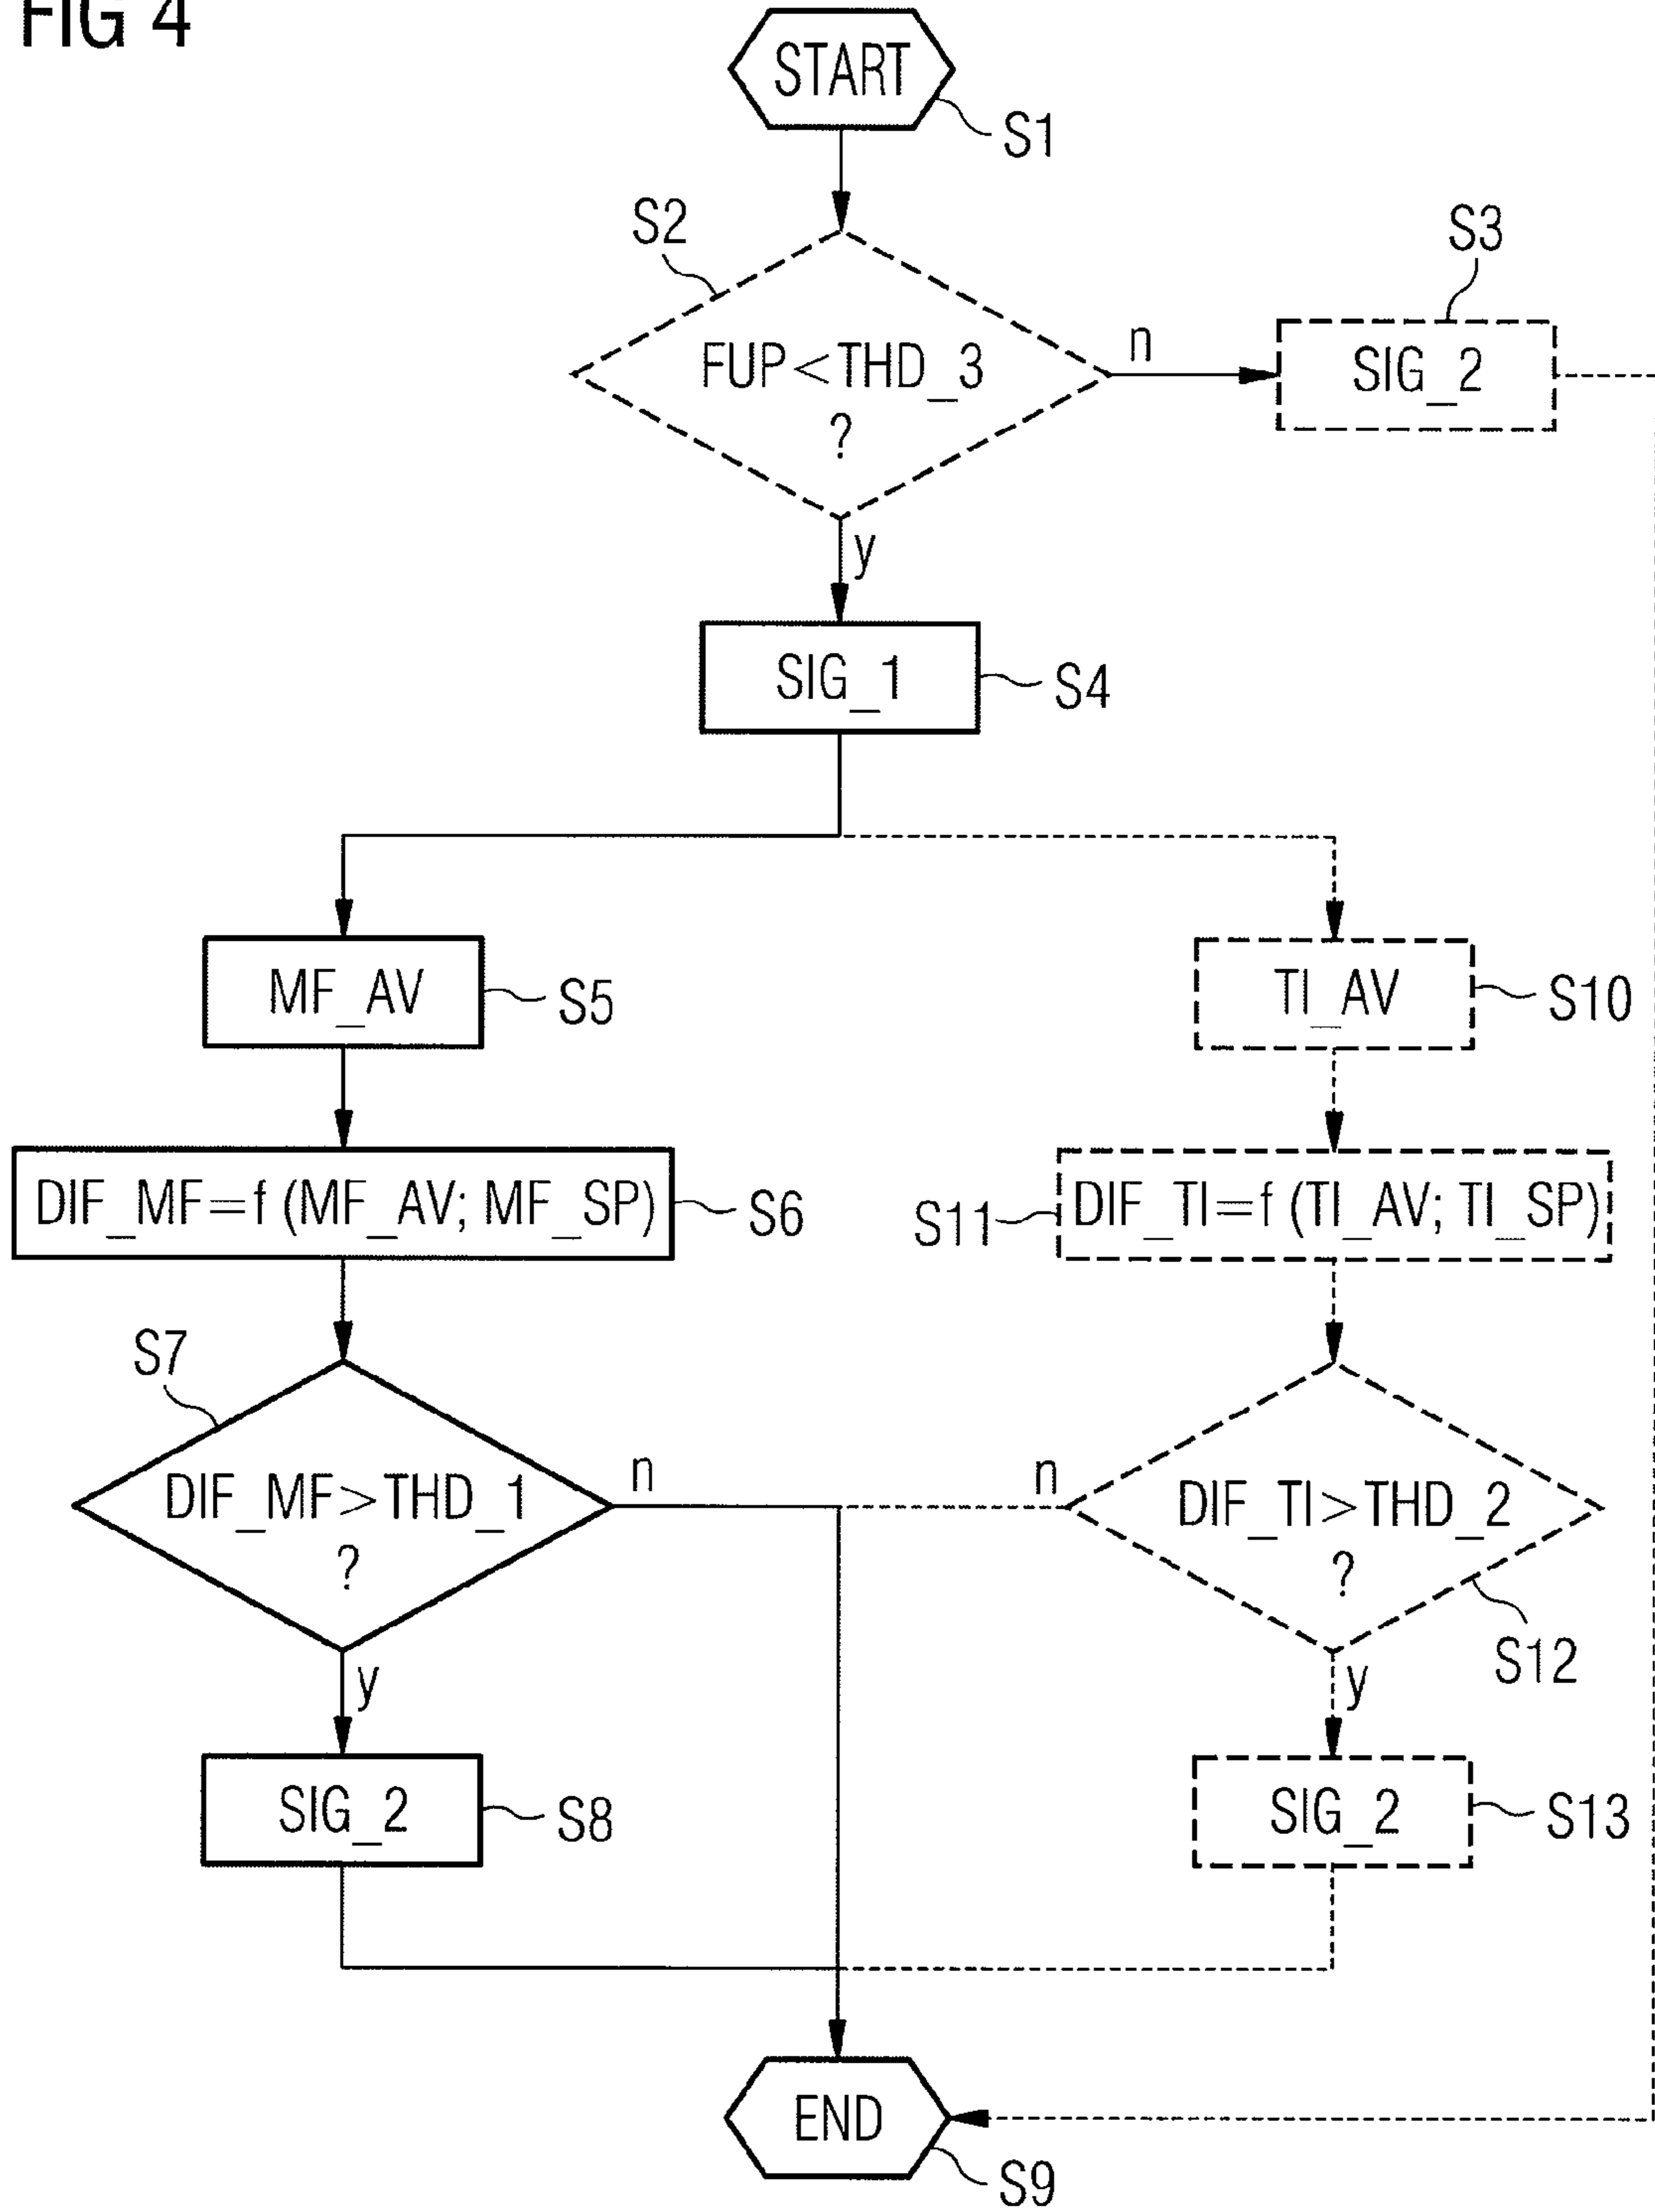 FIG 4
START
S1
S2
S3
FUP<THD_3
?
n
SIG_2
y
SIG_1
S4
MF_AV
S5
TI_AV
S10
DIF_MF=f (MF_AV; MF_SP)
S6
S11
DIF_TI=f (TI_AV; TI_SP)
S7
DIF_MF>THD_1
?
n
n
DIF_TI>THD_2
?
S12
y
y
SIG_2
S8
SIG_2
S13
END
S9